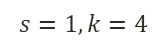 s = 1, k = 4